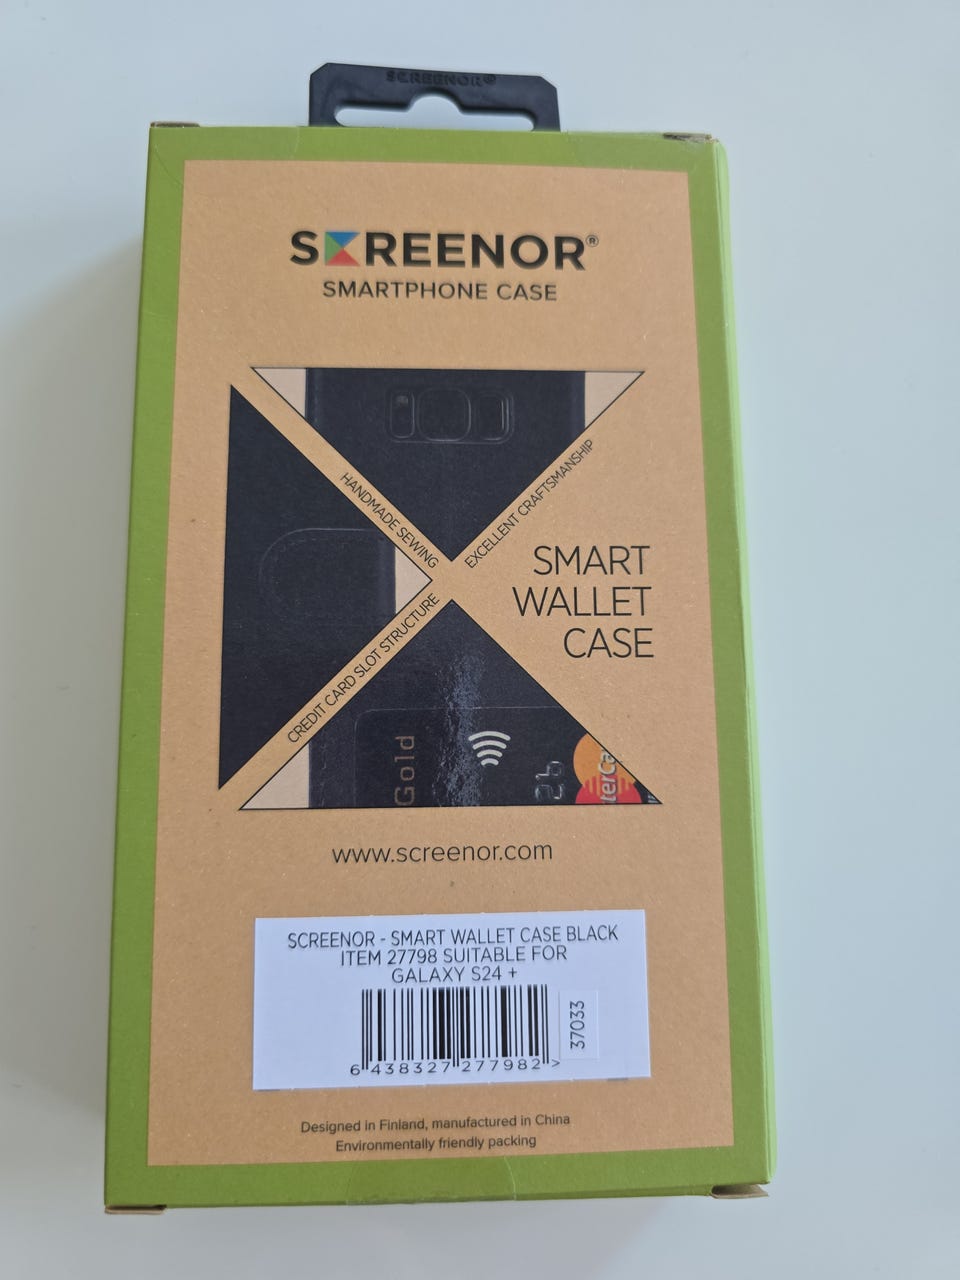 SCREENOR®
SCREENOR®
SMARTPHONE CASE
HANDMADE SEWING
EXCELLENT CRAFTSMANSHIP
SMART
WALLET
CASE
CREDIT CARD SLOT STRUCTURE
Gold
terCa
www.screenor.com
SCREENOR - SMART WALLET CASE BLACK
ITEM 27798 SUITABLE FOR
GALAXY S24 +
37033
6 438327 277982 >
Designed in Finland, manufactured in China
Environmentally friendly packing